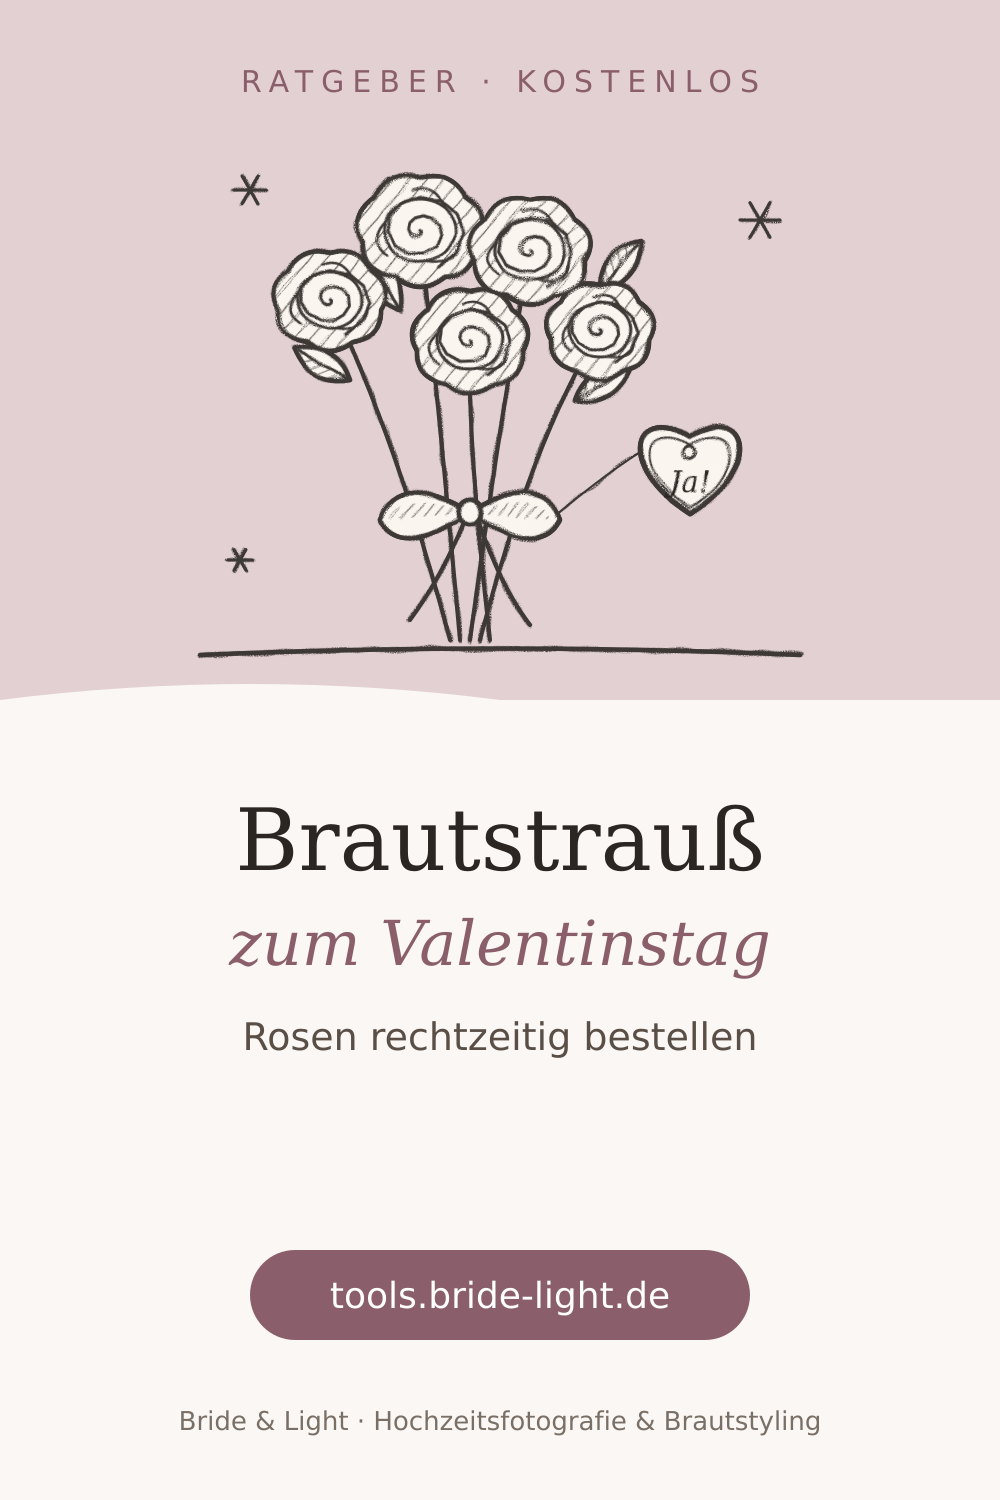 RATGEBER · KOSTENLOS
Ja!
Brautstrauß
zum Valentinstag
Rosen rechtzeitig bestellen
tools.bride-light.de
Bride & Light · Hochzeitsfotografie & Brautstyling